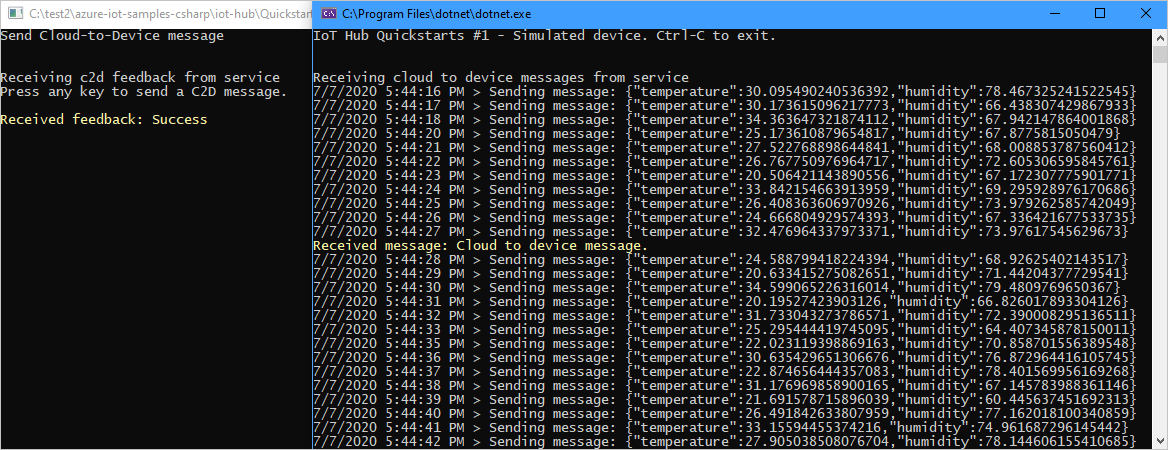 C:\test2\azure-iot-samples-csharp\iot-hub\Quickstart
Send Cloud-to-Device message
Receiving c2d feedback from service
Press any key to send a C2D message.
Received feedback: Success
C:\Program Files\dotnet\dotnet.exe
IoT Hub Quickstarts #1 - Simulated device. Ctrl-C to exit.
Receiving cloud to device messages from service
7/7/2020 5:44:16 PM > Sending message: {"temperature":30.095490240536392,"humidity":78.467325241522545}
7/7/2020 5:44:17 PM > Sending message: {"temperature":30.173615096217773,"humidity":66.438307429867933}
7/7/2020 5:44:18 PM > Sending message: {"temperature":34.363647321874112,"humidity":67.942147864001868}
7/7/2020 5:44:20 PM > Sending message: {"temperature":25.173610879654817,"humidity":67.8775815050479}
7/7/2020 5:44:21 PM > Sending message: {"temperature":27.522768898644841,"humidity":68.008853787560412}
7/7/2020 5:44:22 PM > Sending message: {"temperature":26.767750976964717,"humidity":72.605306595845761}
7/7/2020 5:44:23 PM > Sending message: {"temperature":20.506421143890556,"humidity":67.172307775901771}
7/7/2020 5:44:24 PM > Sending message: {"temperature":33.842154663913959,"humidity":69.295928976170686}
7/7/2020 5:44:25 PM > Sending message: {"temperature":26.408363606970926,"humidity":73.979262585742049}
7/7/2020 5:44:26 PM > Sending message: {"temperature":24.666804929574393,"humidity":67.336421677533735}
7/7/2020 5:44:27 PM > Sending message: {"temperature":32.476964337973371,"humidity":73.97617545629673}
Received message: Cloud to device message.
7/7/2020 5:44:28 PM > Sending message: {"temperature":24.588799418224394,"humidity":68.92625402143517}
7/7/2020 5:44:29 PM > Sending message: {"temperature":20.633415275082651,"humidity":71.44204377729541}
7/7/2020 5:44:30 PM > Sending message: {"temperature":34.599065226316014,"humidity":79.4809769650367}
7/7/2020 5:44:31 PM > Sending message: {"temperature":20.19527423903126,"humidity":66.826017893304126}
7/7/2020 5:44:32 PM > Sending message: {"temperature":31.733043273786571,"humidity":72.390008295136511}
7/7/2020 5:44:33 PM > Sending message: {"temperature":25.295444419745095,"humidity":64.407345878150011}
7/7/2020 5:44:35 PM > Sending message: {"temperature":22.023119398869163,"humidity":70.858701556389548}
7/7/2020 5:44:36 PM > Sending message: {"temperature":30.635429651306676,"humidity":76.872964416105745}
7/7/2020 5:44:37 PM > Sending message: {"temperature":22.874656444357083,"humidity":78.401569956169268}
7/7/2020 5:44:38 PM > Sending message: {"temperature":31.176969858900165,"humidity":67.145783988361146}
7/7/2020 5:44:39 PM > Sending message: {"temperature":21.691578715896039,"humidity":60.445637451692313}
7/7/2020 5:44:40 PM > Sending message: {"temperature":26.491842633807959,"humidity":77.162018100340859}
7/7/2020 5:44:41 PM > Sending message: {"temperature":33.15594455374216,"humidity":74.961687296145442}
7/7/2020 5:44:42 PM > Sending message: {"temperature":27.905038508076704,"humidity":78.144606155410685}